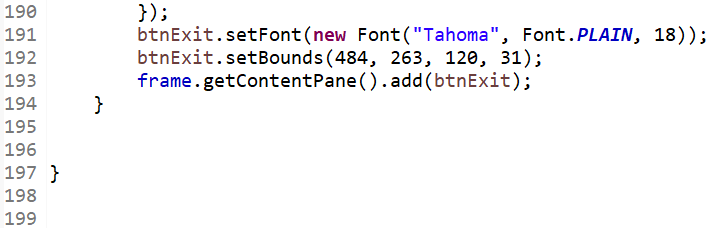 190         });
191         btnExit.setFont(new Font("Tahoma", Font.PLAIN, 18));
192         btnExit.setBounds(484, 263, 120, 31);
193         frame.getContentPane().add(btnExit);
194     }
195
196
197 }
198
199